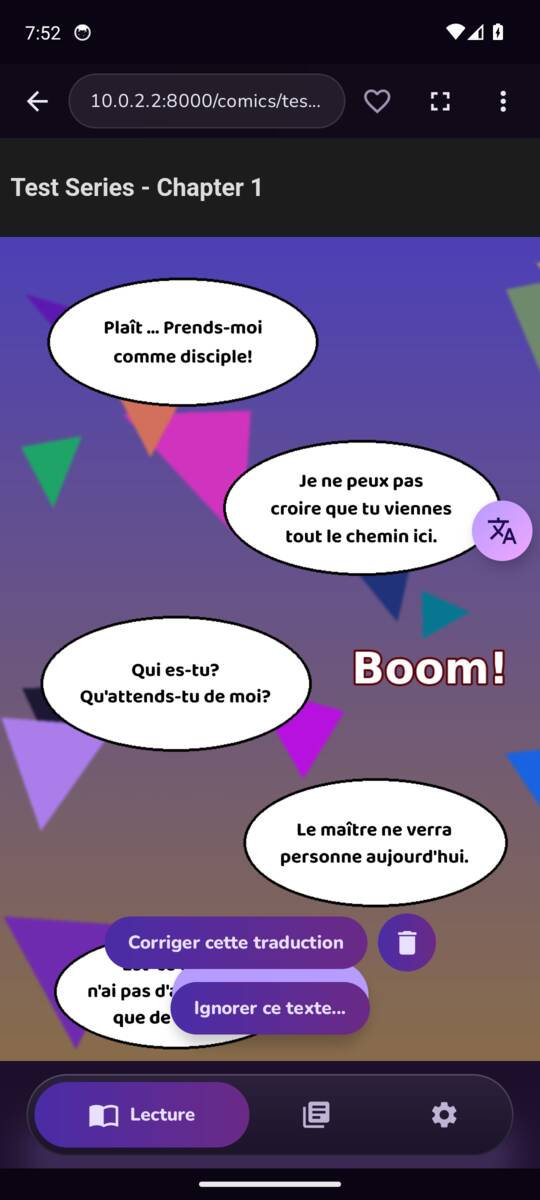 7:52
10.0.2.2:8000/comics/tes...
Test Series - Chapter 1
Plaît ... Prends-moi
comme disciple!
Je ne peux pas
croire que tu viennes
tout le chemin ici.
Qui es-tu?
Qu'attends-tu de moi?
Boom!
Le maître ne verra
personne aujourd'hui.
Corriger cette traduction
n'ai pas
que de
Ignorer ce texte...
Lecture